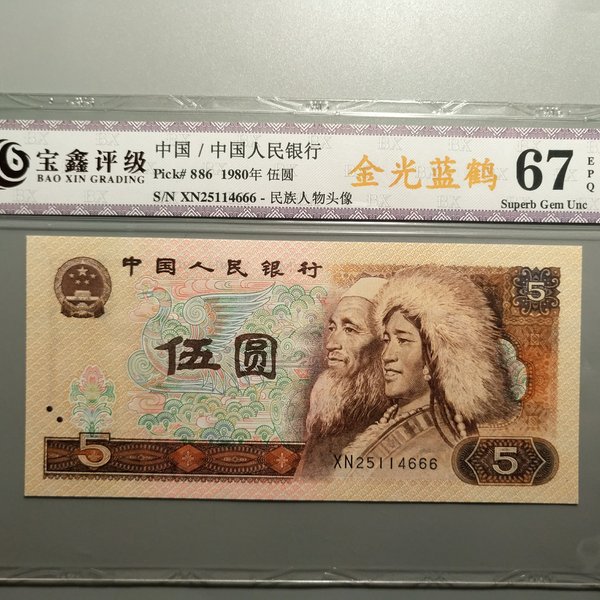 宝鑫评级
BAO XIN GRADING
中国 / 中国人民银行
Pick# 886 1980年 伍圆
S/N XN25114666 - 民族人物头像
金光蓝鹤
67
EPQ
Superb Gem Unc
中国人民银行
5
伍圆
5
XN25114666
5